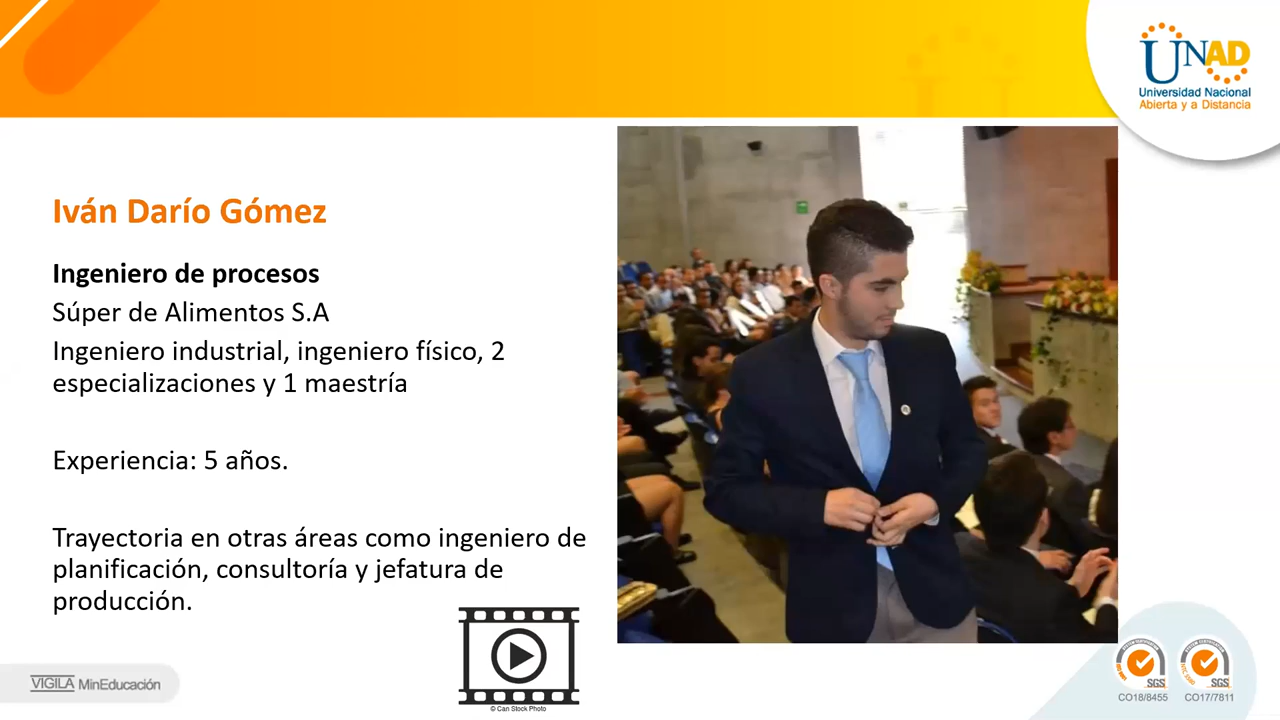 UNAD
Universidad Nacional
Abierta y a Distancia
Iván Darío Gómez
Ingeniero de procesos
Súper de Alimentos S.A
Ingeniero industrial, ingeniero físico, 2
especializaciones y 1 maestría
Experiencia: 5 años.
Trayectoria en otras áreas como ingeniero de
planificación, consultoría y jefatura de
producción.
© Can Stock Photo
VIGILA MinEducación
SGS
SGS
CO18/8455
CO17/7811